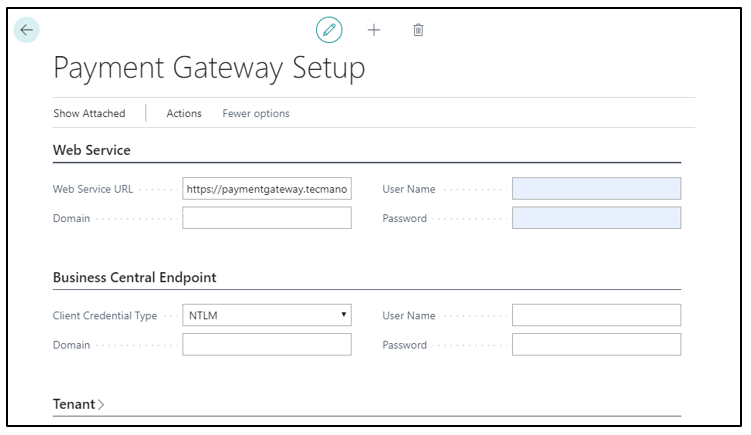 Payment Gateway Setup
Show Attached Actions Fewer options
Web Service
Web Service URL https://paymentgateway.tecmano User Name
Domain Password
Business Central Endpoint
Client Credential Type NTLM User Name
Domain Password
Tenant